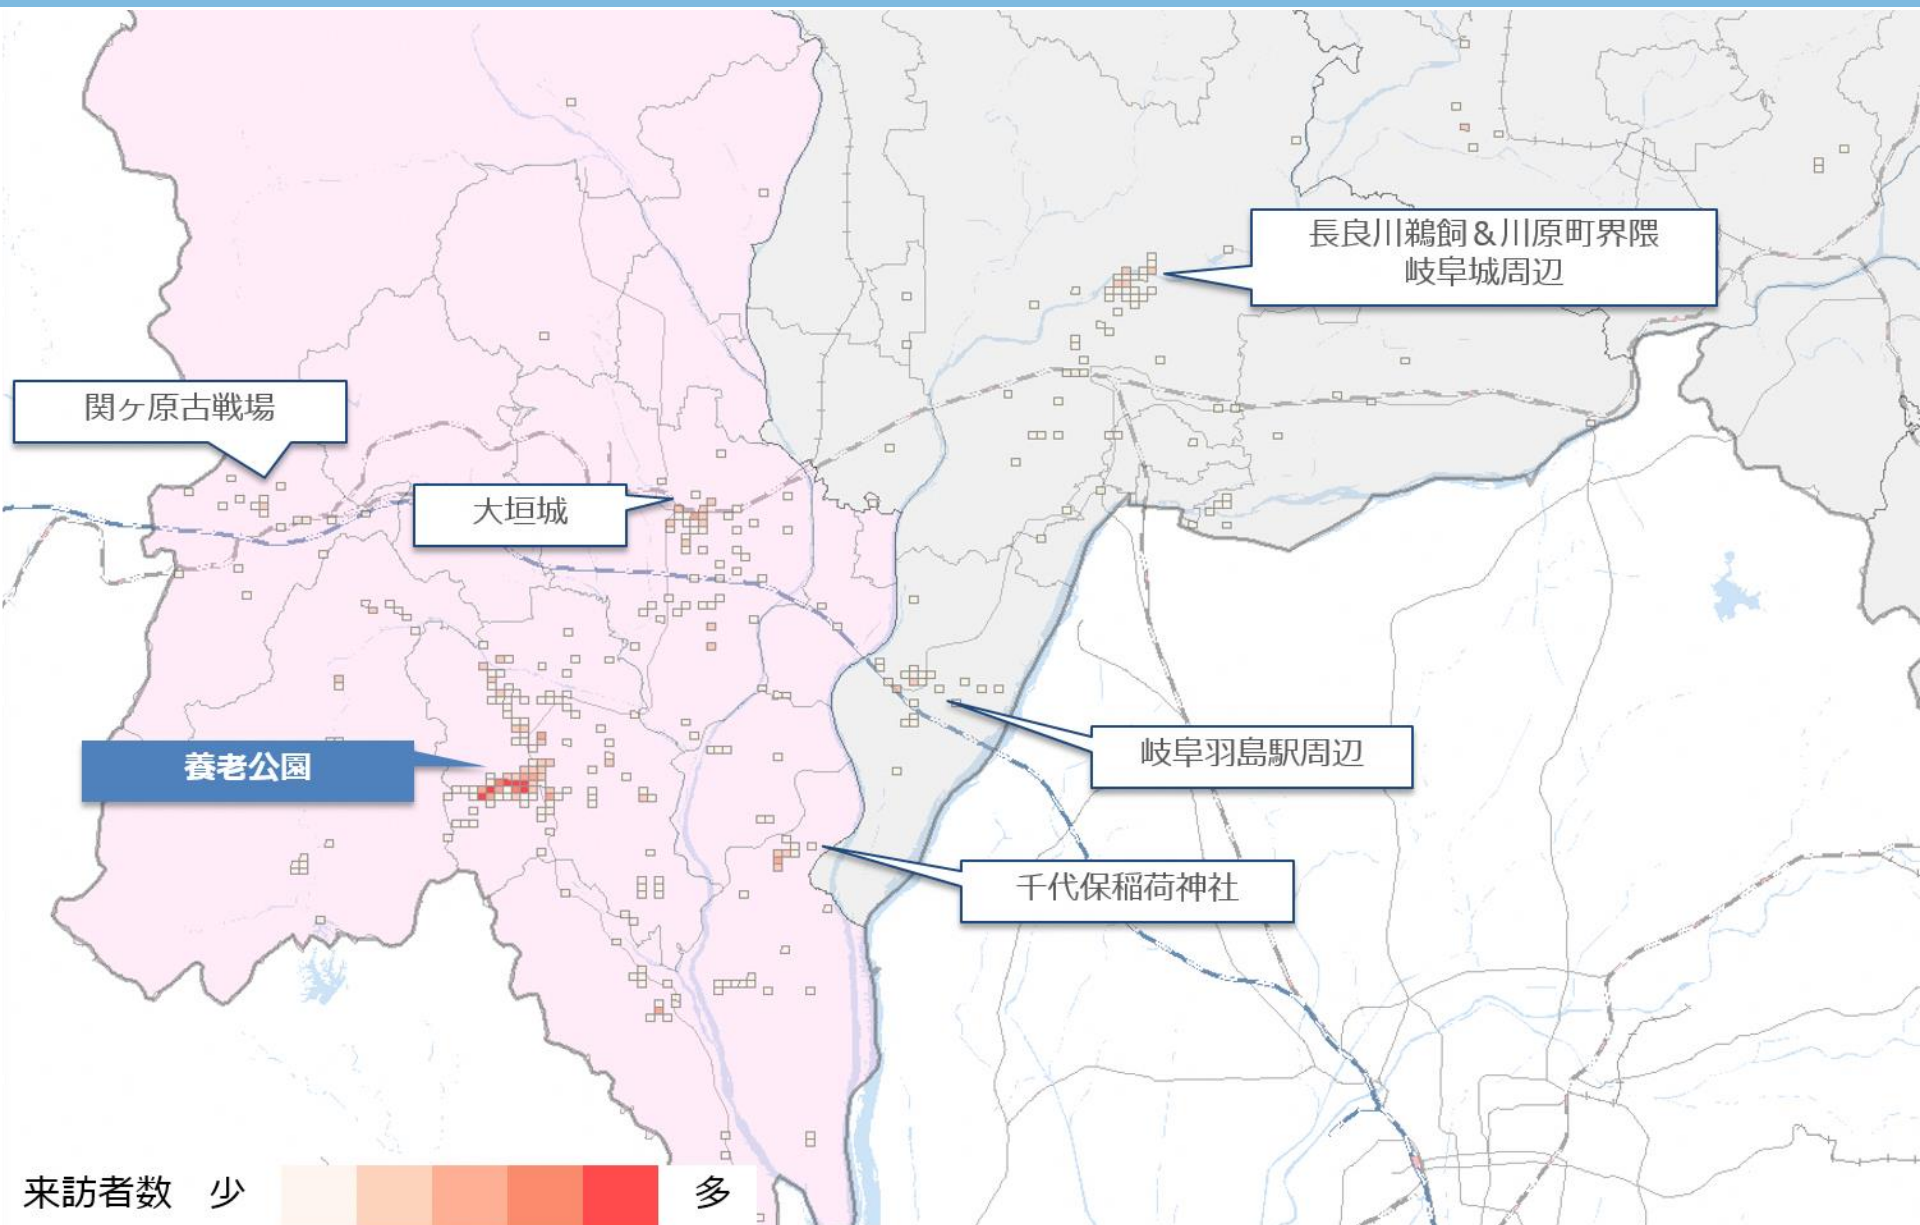 長良川鵜飼＆川原町界隈
岐阜城周辺
関ヶ原古戦場
大垣城
岐阜羽島駅周辺
養老公園
千代保稲荷神社
来訪者数 少 多